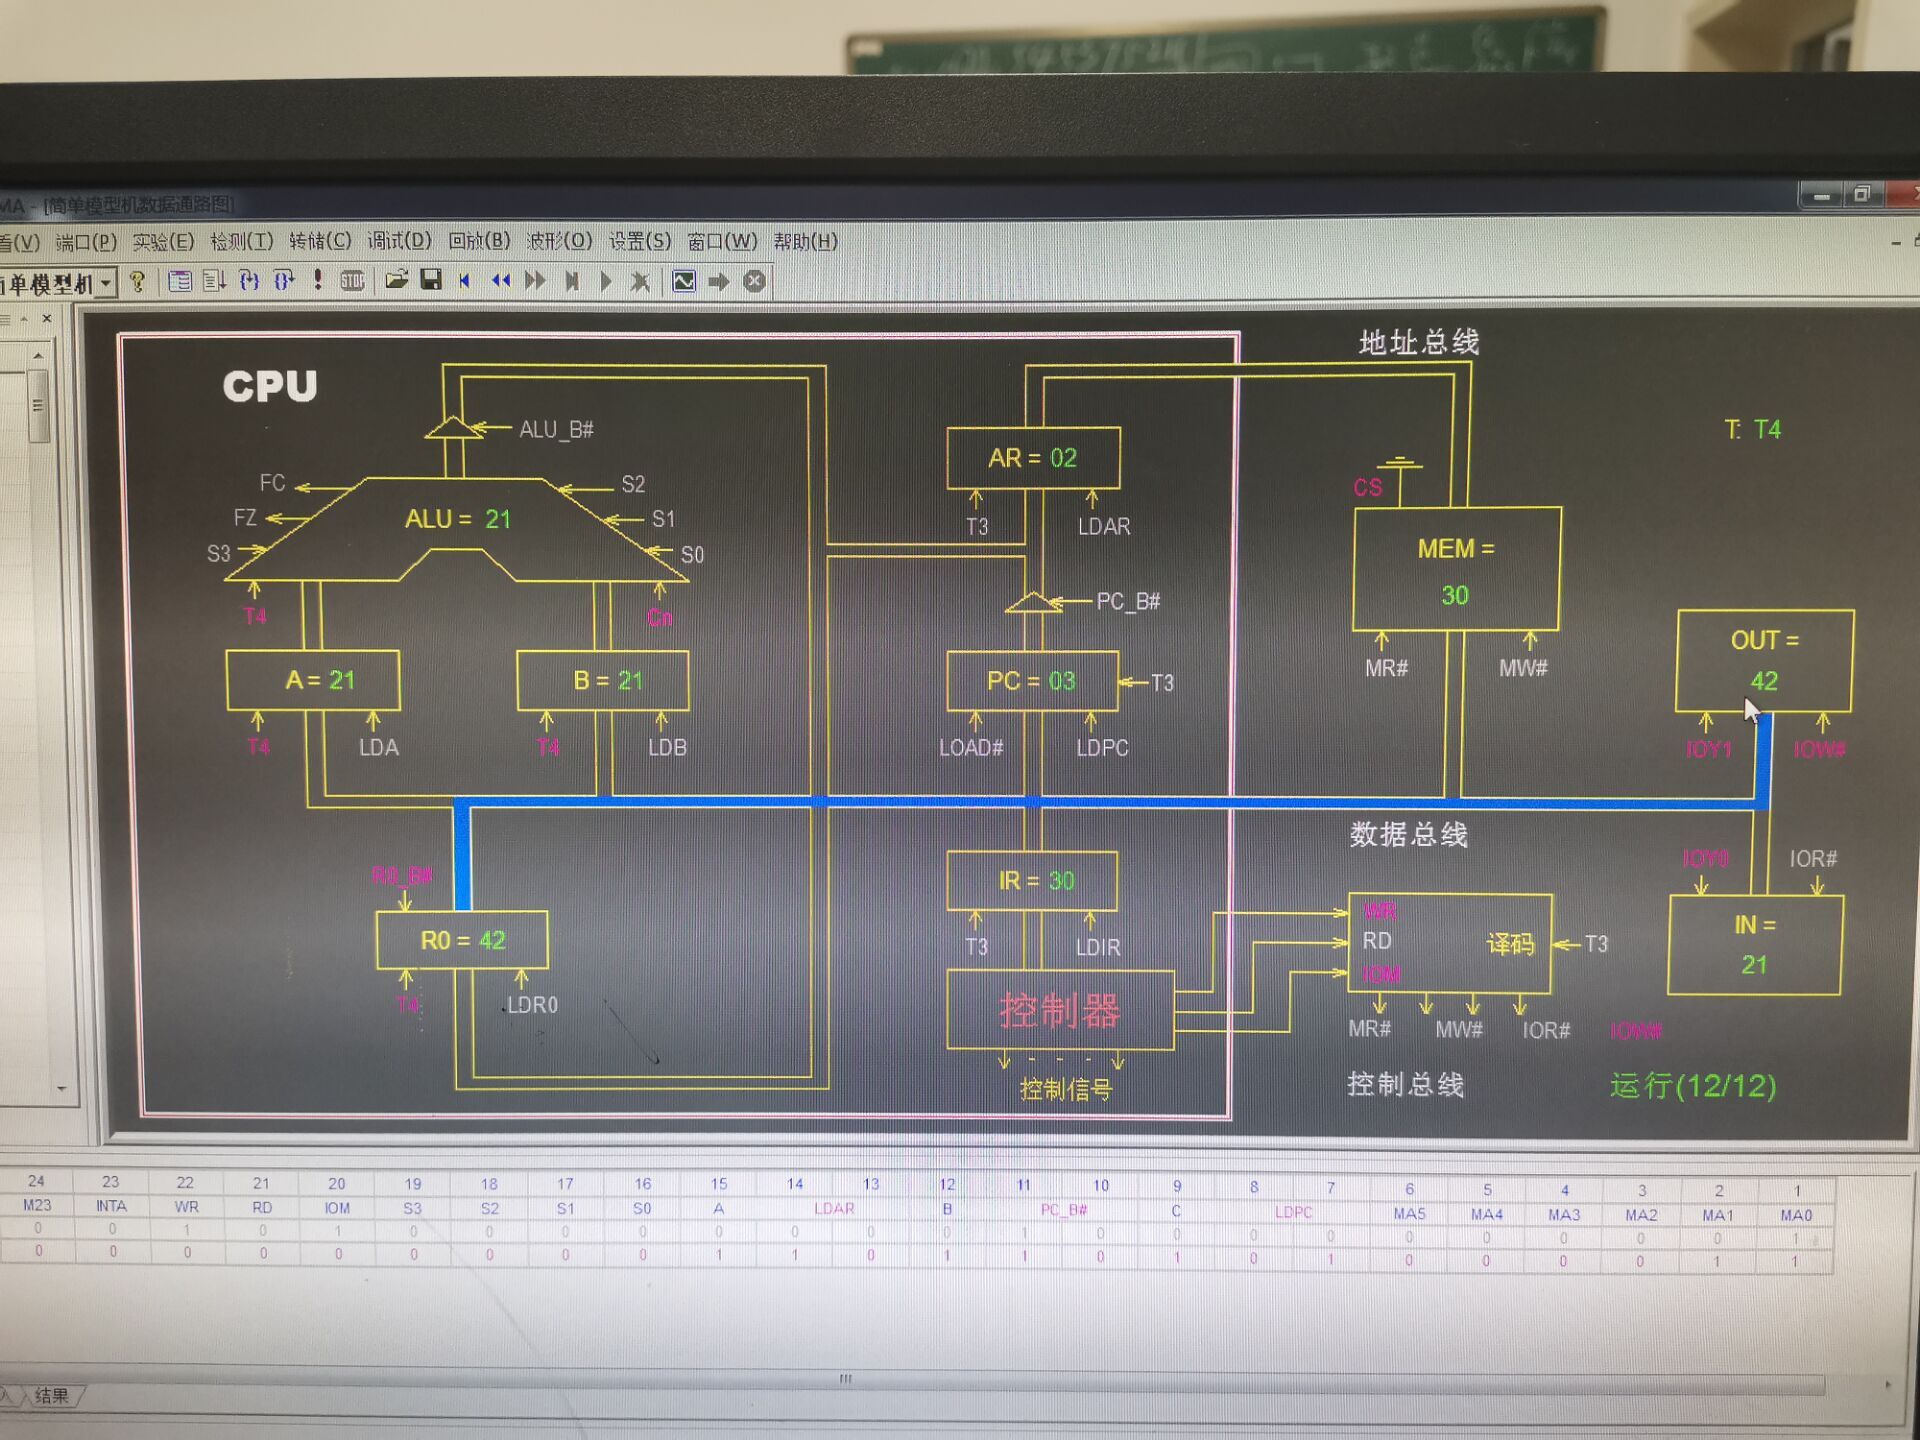 MA - [简单模型机数据通路图]
看(V) 端口(P) 实验(E) 检测(T) 转储(C) 调试(D) 回放(B) 波形(O) 设置(S) 窗口(W) 帮助(H)
单模型机
STOP
CPU
地址总线
ALU_B#
T: T4
FC
S2
AR = 02
CS
FZ
ALU = 21
S1
T3
LDAR
S3
S0
MEM =
30
T4
Cn
PC_B#
OUT =
42
A = 21
B = 21
PC = 03
T3
MR#
MW#
T4
LDA
T4
LDB
LOAD#
LDPC
IOY1
IOW#
数据总线
R0_B#
IR = 30
IOY0
IOR#
R0 = 42
T3
LDIR
WR
RD
IOM
译码
T3
IN =
21
T4
LDR0
控制器
MR#
MW#
IOR#
IOW#
控制信号
控制总线
运行(12/12)
24 23 22 21 20 19 18 17 16 15 14 13 12 11 10 9 8 7 6 5 4 3 2 1
M23 INTA WR RD IOM S3 S2 S1 S0 A LDAR B PC_B# C LDPC MA5 MA4 MA3 MA2 MA1 MA0
0 0 1 0 1 0 0 0 0 0 0 0 0 1 0 0 0 0 0 0 0 0 0 1
0 0 0 0 0 0 0 0 0 1 1 0 1 1 0 1 0 1 0 0 0 0 1 1
结果